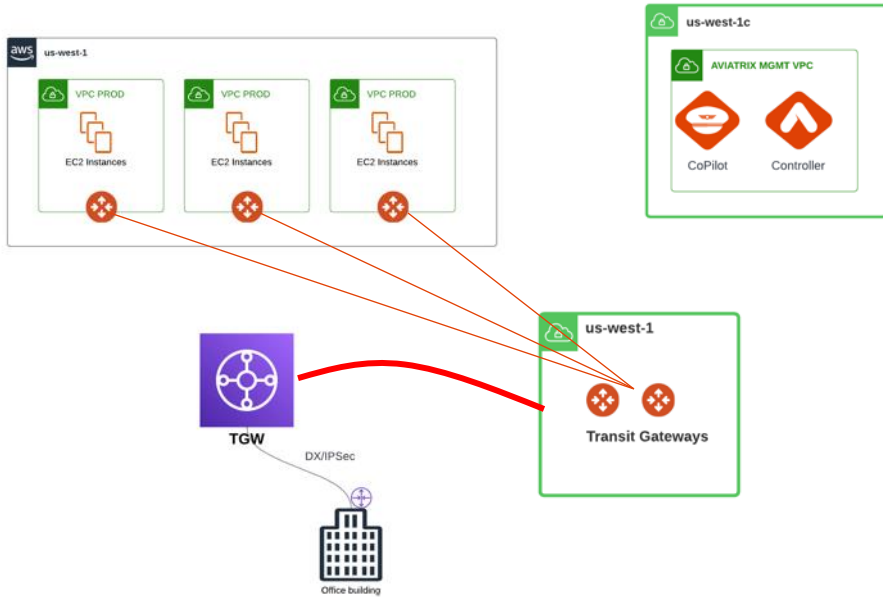 aws
us-west-1
VPC PROD
EC2 Instances
VPC PROD
EC2 Instances
VPC PROD
EC2 Instances
us-west-1c
AVIATRIX MGMT VPC
CoPilot
Controller
us-west-1
Transit Gateways
TGW
DX/IPSec
Office building